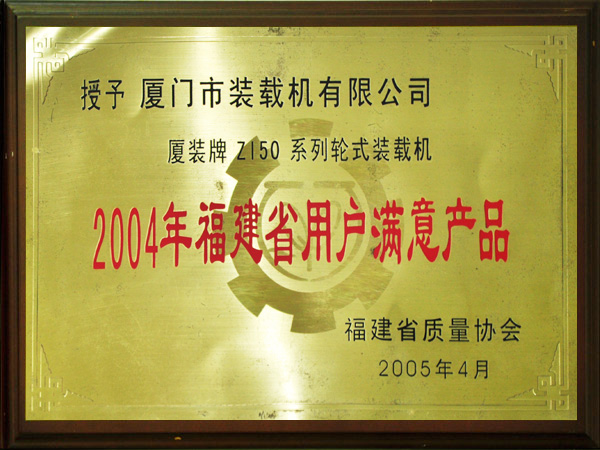 授予 厦门市装载机有限公司
厦装牌 Z150 系列轮式装载机
2004年福建省用户满意产品
福建省质量协会
2005年4月